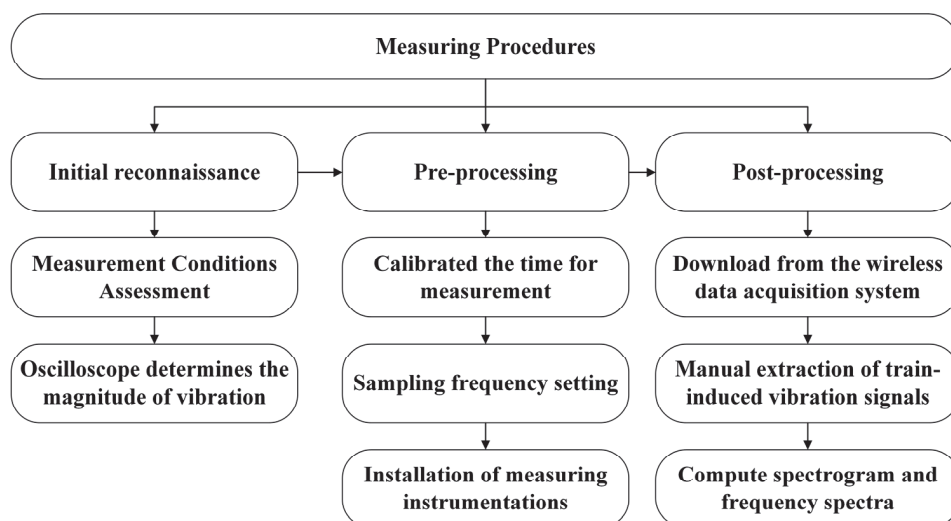 Measuring Procedures
Initial reconnaissance
Pre-processing
Post-processing
Measurement Conditions
Assessment
Calibrated the time for
measurement
Download from the wireless
data acquisition system
Oscilloscope determines the
magnitude of vibration
Sampling frequency setting
Manual extraction of train-
induced vibration signals
Installation of measuring
instrumentations
Compute spectrogram and
frequency spectra